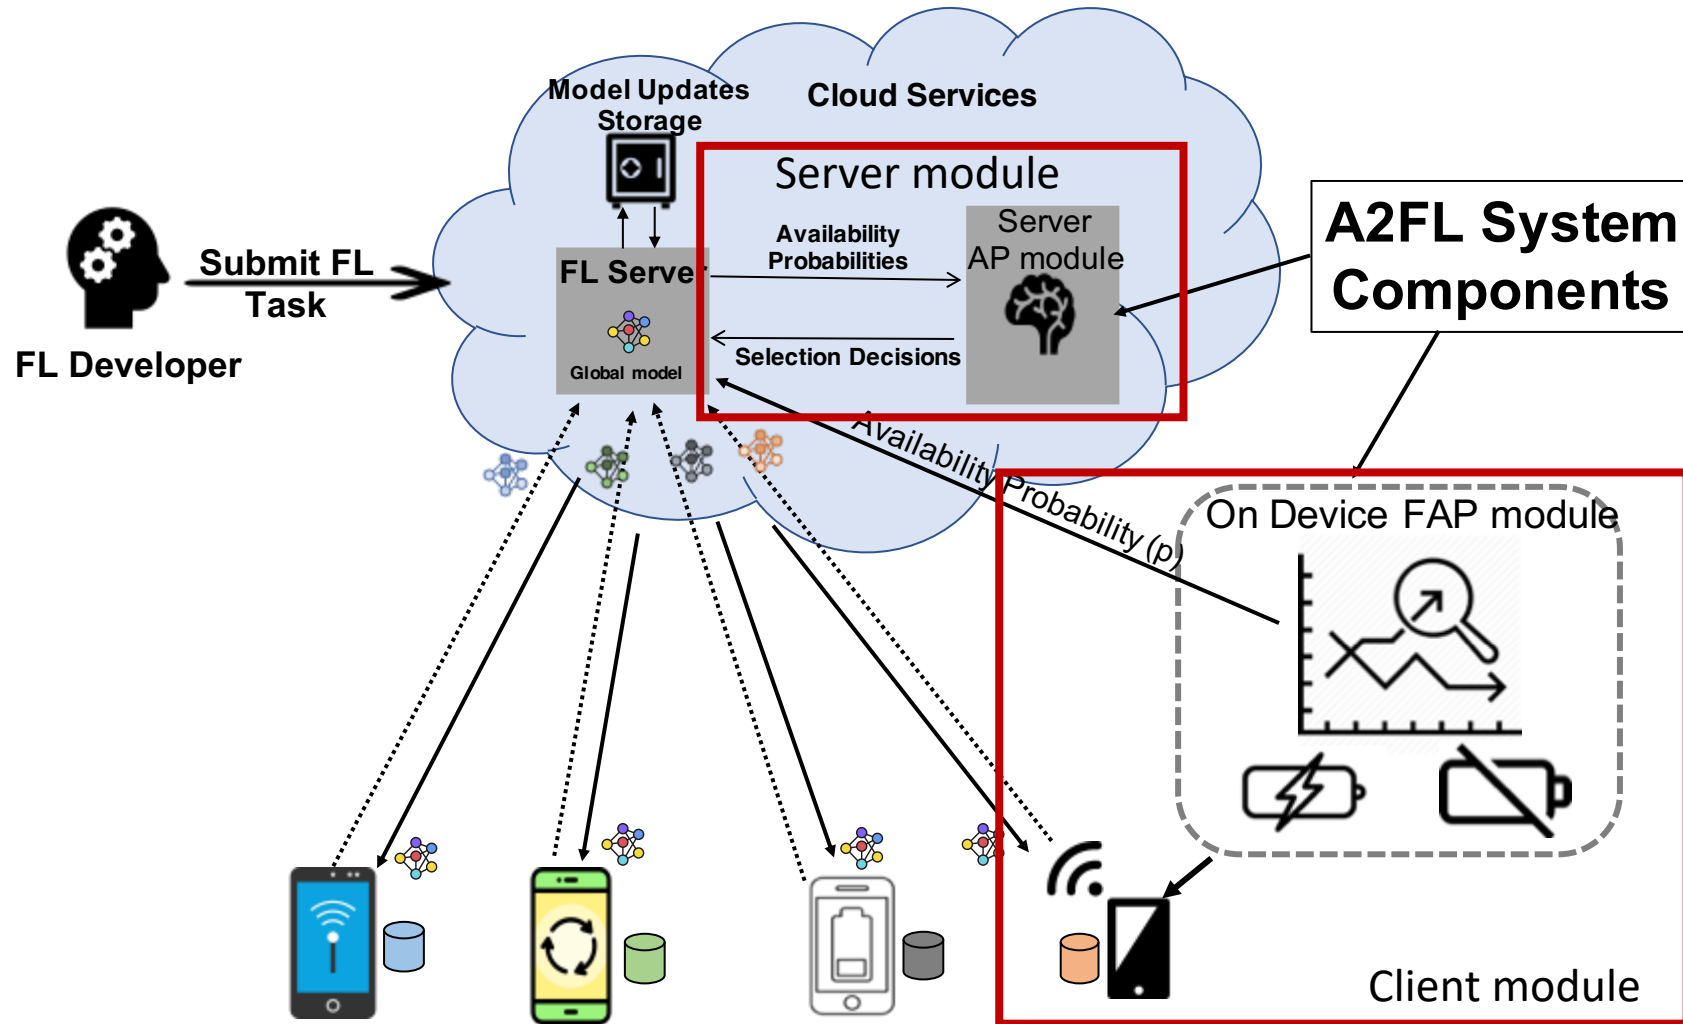 Model Updates
Storage
Cloud Services
Server module
Availability
Probabilities
Server
AP module
A2FL System
Components
Submit FL
Task
FL Developer
FL Server
Global model
Selection Decisions
Availability Probability (p)
On Device FAP module
Client module